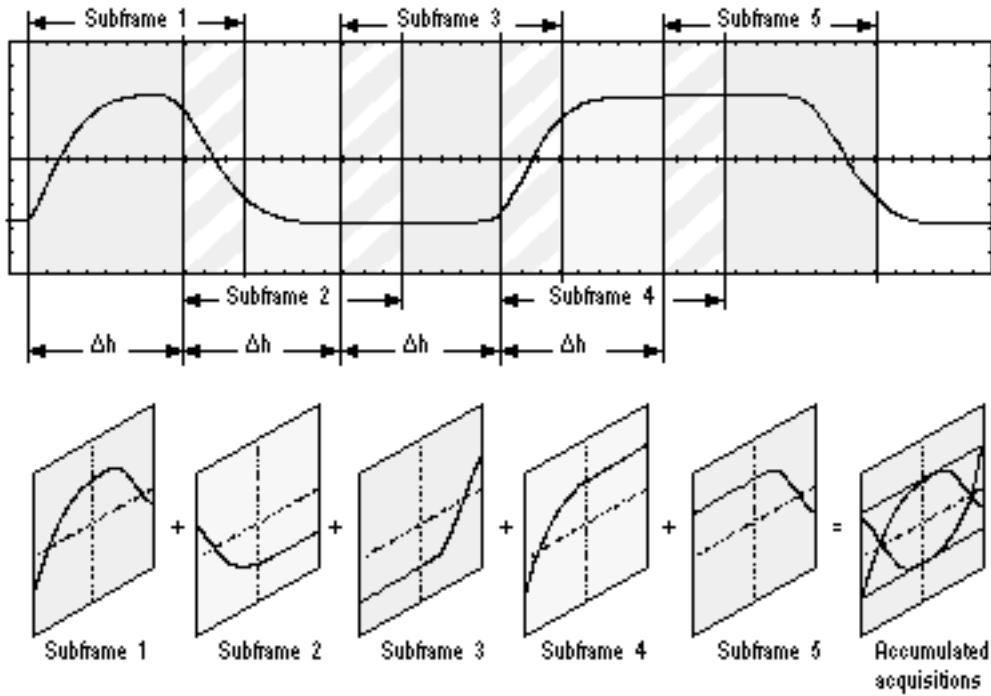 Subframe 1
Subframe 3
Subframe 5
Subframe 2
Subframe 4
Δh
Δh
Δh
Δh
+
+
+
+
=
Subframe 1
Subframe 2
Subframe 3
Subframe 4
Subframe 5
Accumulated
acquisitions